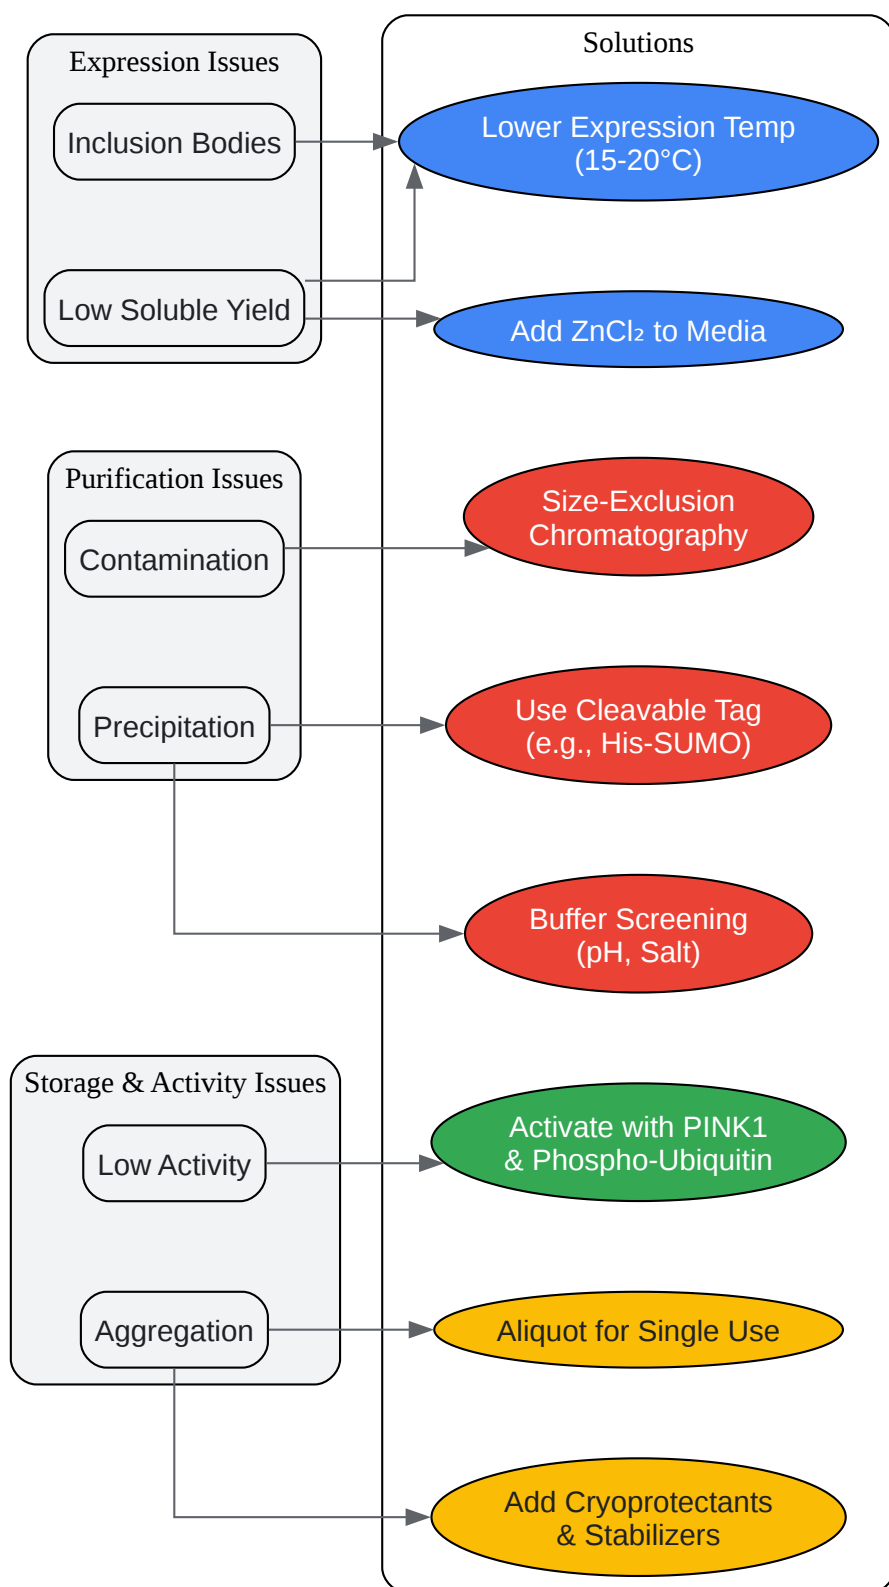 Expression Issues
Inclusion Bodies
Low Soluble Yield
Purification Issues
Contamination
Precipitation
Storage & Activity Issues
Low Activity
Aggregation
Solutions
Lower Expression Temp
(15-20°C)
Add ZnCl₂ to Media
Size-Exclusion
Chromatography
Use Cleavable Tag
(e.g., His-SUMO)
Buffer Screening
(pH, Salt)
Activate with PINK1
& Phospho-Ubiquitin
Aliquot for Single Use
Add Cryoprotectants
& Stabilizers